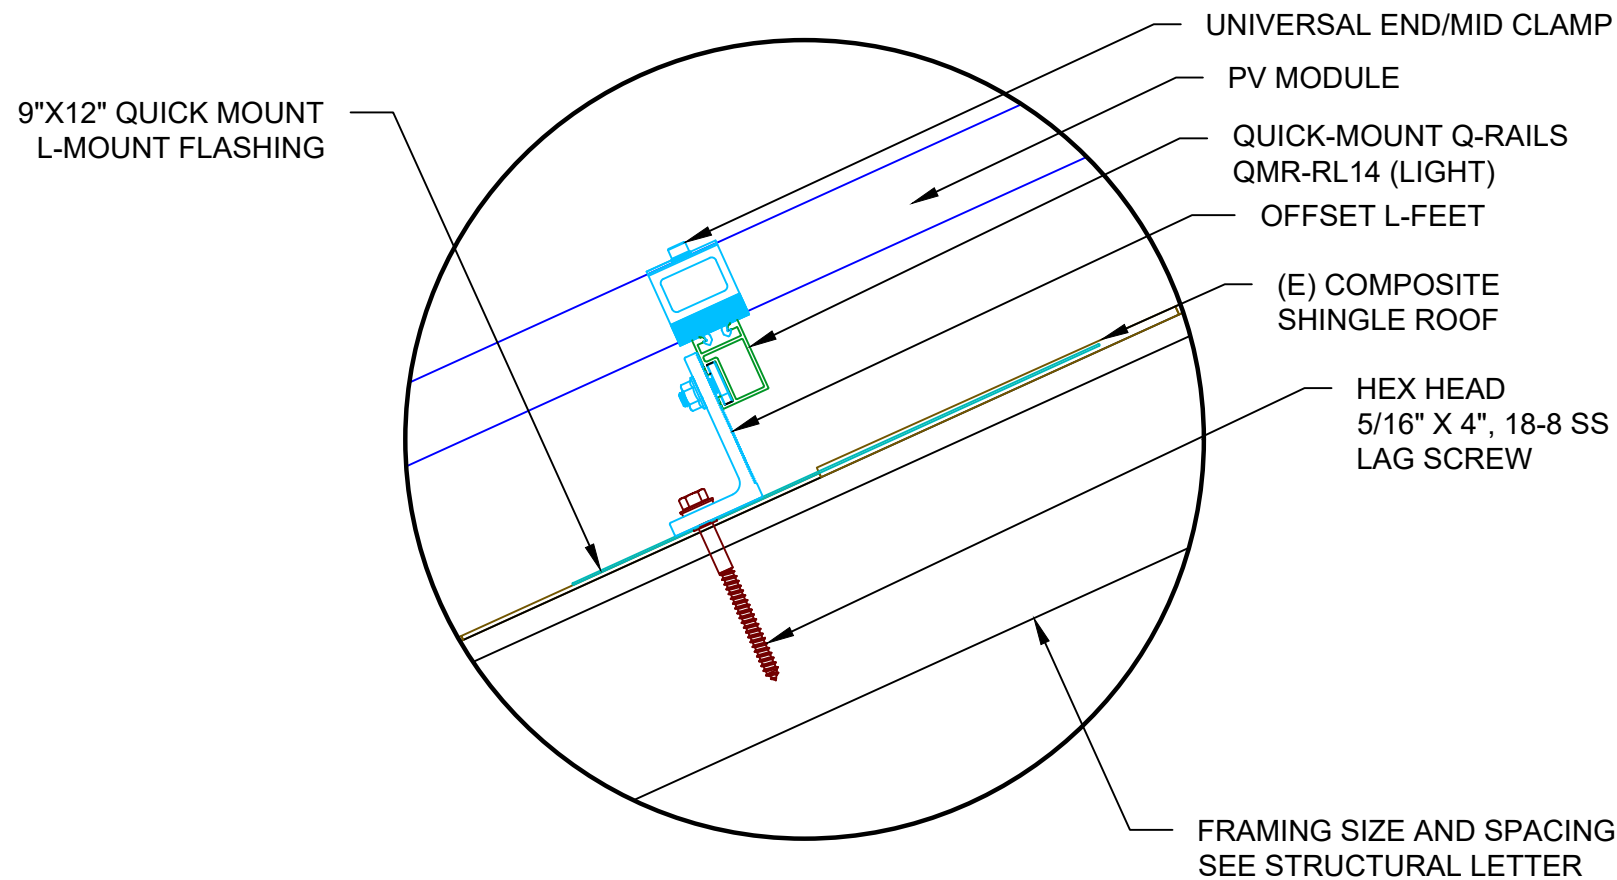 UNIVERSAL END/MID CLAMP
PV MODULE
9"X12" QUICK MOUNT
L-MOUNT FLASHING
QUICK-MOUNT Q-RAILS
QMR-RL14 (LIGHT)
OFFSET L-FEET
(E) COMPOSITE
SHINGLE ROOF
HEX HEAD
5/16" X 4", 18-8 SS
LAG SCREW
FRAMING SIZE AND SPACING
SEE STRUCTURAL LETTER